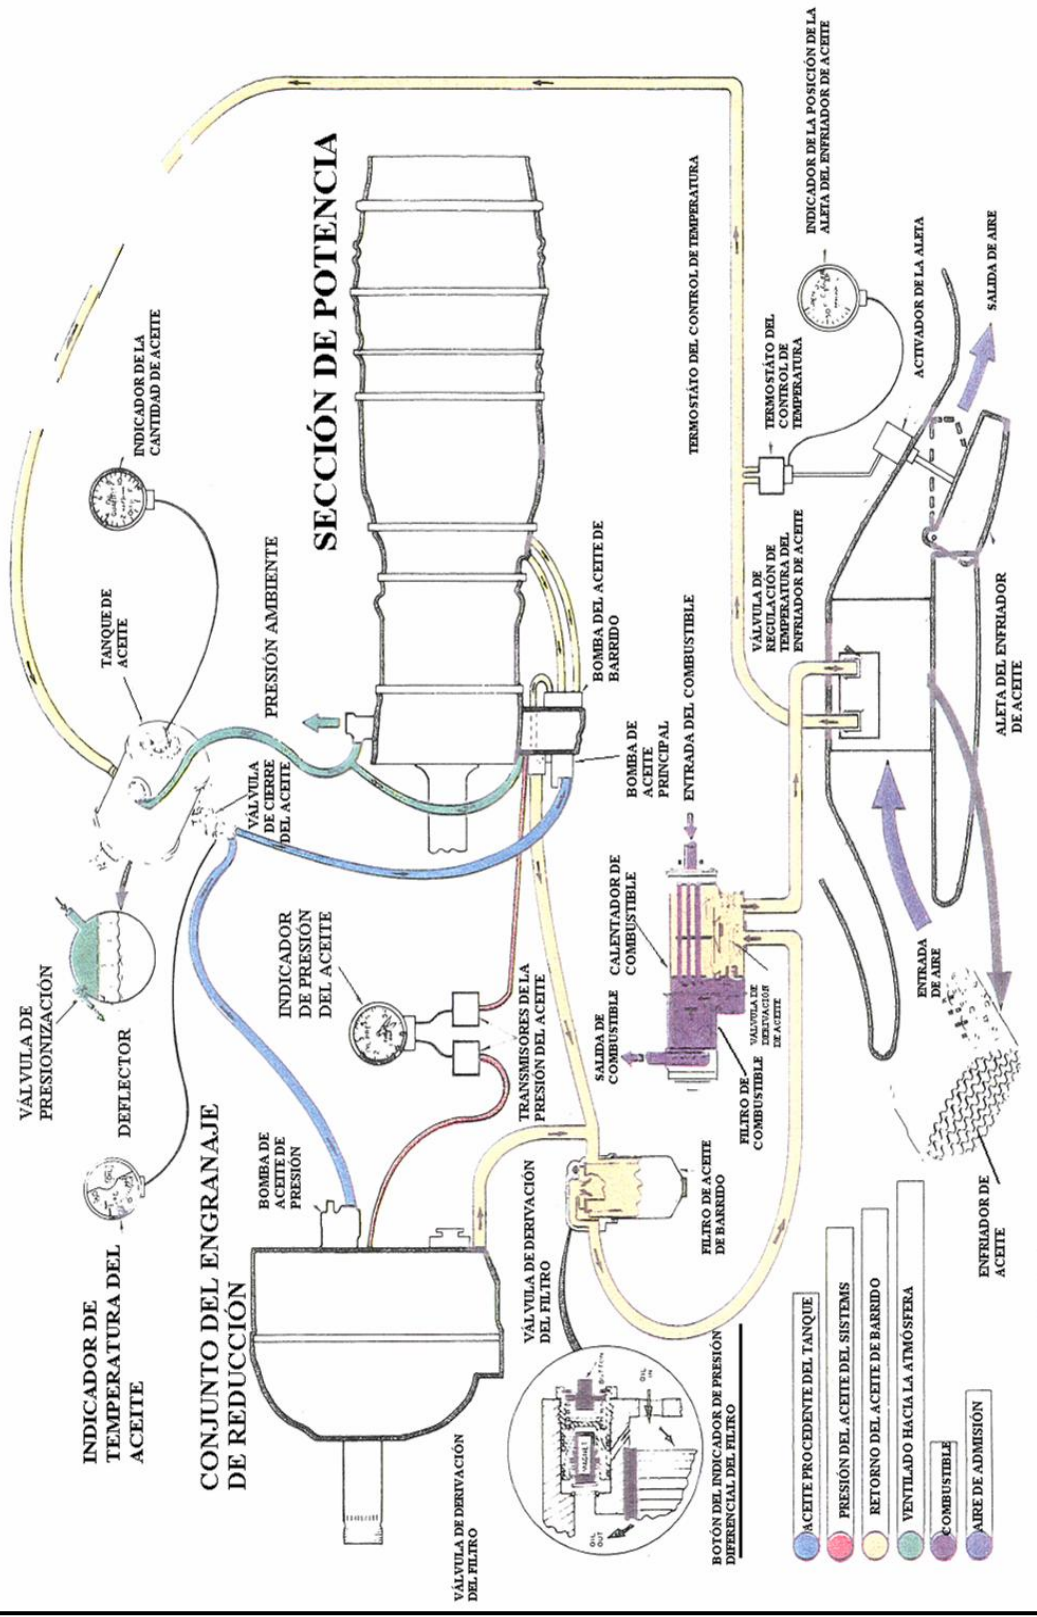 VÁLVULA DE
PRESIONIZACIÓN
DEFLECTOR
INDICADOR DE
TEMPERATURA DEL
ACEITE
TANQUE DE
ACEITE
INDICADOR DE LA
CANTIDAD DE ACEITE
VÁLVULA
DE CIERRE
DEL ACEITE
PRESIÓN AMBIENTE
SECCIÓN DE POTENCIA
CONJUNTO DEL ENGRANAJE
DE REDUCCIÓN
BOMBA DE
ACEITE DE
PRESIÓN
INDICADOR
DE PRESIÓN
DEL ACEITE
TRANSMISORES DE LA
PRESIÓN DEL ACEITE
BOMBA DEL ACEITE DE
BARRIDO
BOMBA DE
ACEITE
PRINCIPAL
VÁLVULA DE DERIVACIÓN
DEL FILTRO
VÁLVULA DE DERIVACIÓN
DEL FILTRO
MAGNET
BUTTON
OIL
IN
OIL
OUT
FILTRO DE ACEITE
DE BARRIDO
BOTÓN DEL INDICADOR DE PRESIÓN
DIFERENCIAL DEL FILTRO
SALIDA DE
COMBUSTIBLE
CALENTADOR DE
COMBUSTIBLE
ENTRADA DEL COMBUSTIBLE
FILTRO DE
COMBUSTIBLE
VÁLVULA DE
DERIVACIÓN
DE ACEITE
TERMOSTÁTO DEL CONTROL DE TEMPERATURA
VÁLVULA DE
REGULACIÓN DE
TEMPERATURA DEL
ENFRIADOR DE ACEITE
TERMOSTÁTO DEL
CONTROL DE
TEMPERATURA
INDICADOR DE LA POSICIÓN DE LA
ALETA DEL ENFRIADOR DE ACEITE
ACTIVADOR DE LA ALETA
SALIDA DE AIRE
ALETA DEL ENFRIADOR
DE ACEITE
ENTRADA
DE AIRE
ENFRIADOR DE
ACEITE
ACEITE PROCEDENTE DEL TANQUE
PRESIÓN DEL ACEITE DEL SISTEMS
RETORNO DEL ACEITE DE BARRIDO
VENTILADO HACIA LA ATMÓSFERA
COMBUSTIBLE
AIRE DE ADMISIÓN